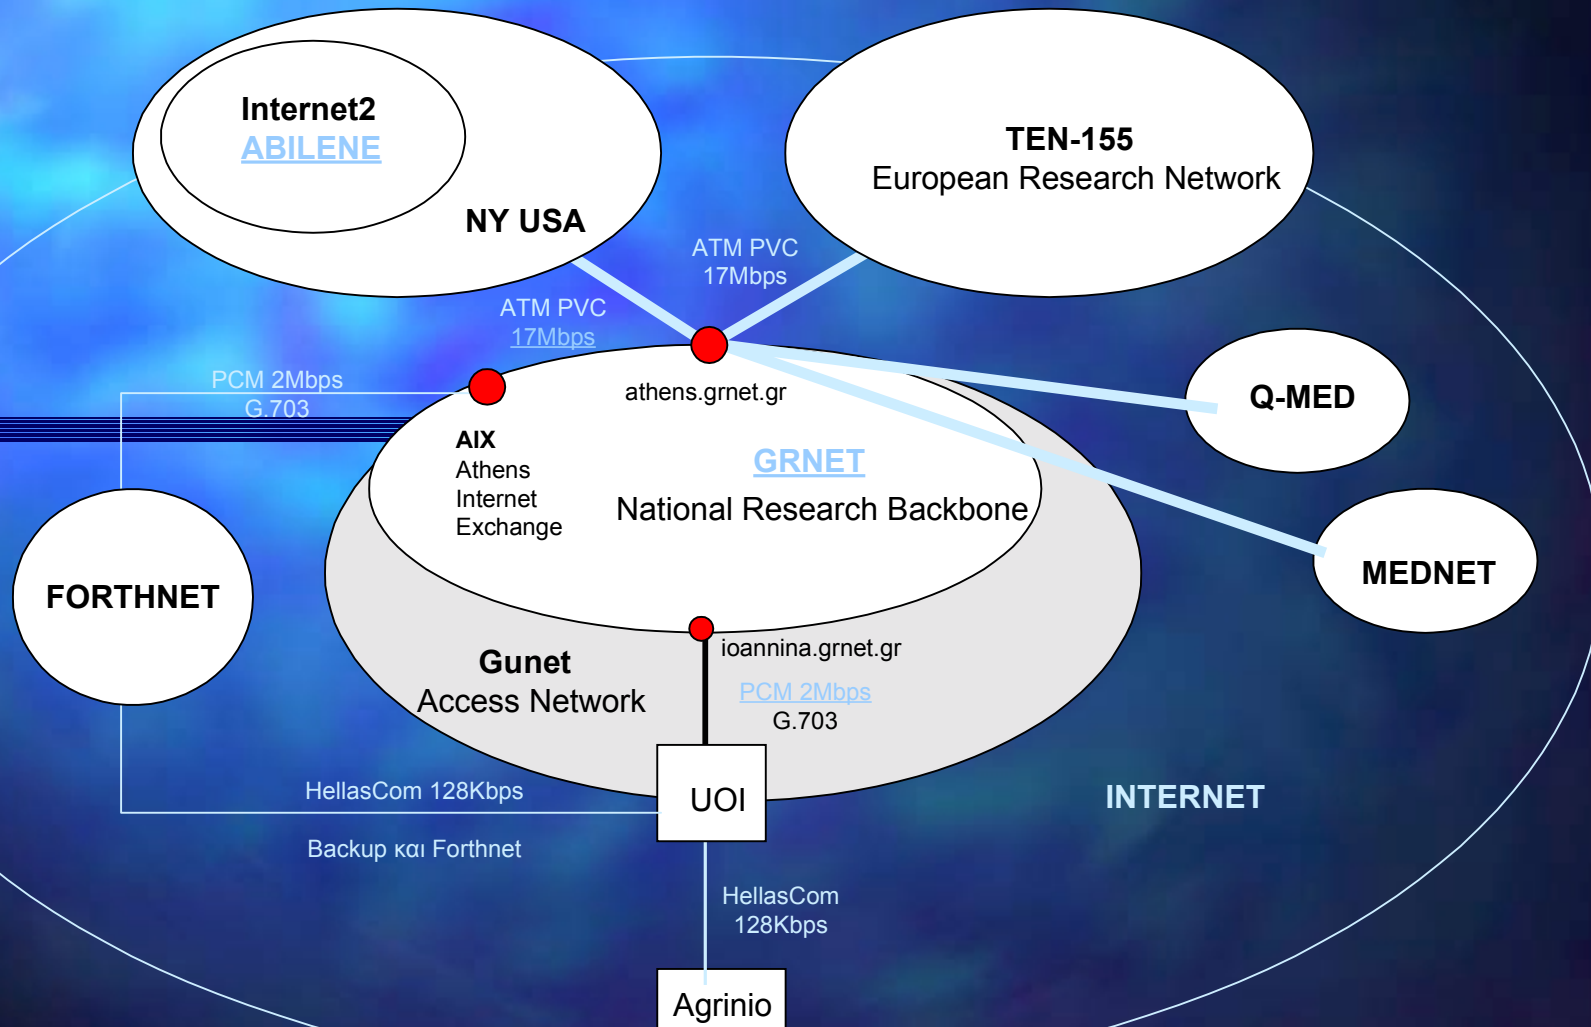 Internet2
ABILENE
NY USA
TEN-155
European Research Network
ATM PVC
17Mbps
ATM PVC
17Mbps
PCM 2Mbps
G.703
athens.grnet.gr
Q-MED
AIX
Athens
Internet
Exchange
GRNET
National Research Backbone
MEDNET
FORTHNET
ioannina.grnet.gr
Gunet
Access Network
PCM 2Mbps
G.703
HellasCom 128Kbps
UOI
INTERNET
Backup και Forthnet
HellasCom
128Kbps
Agrinio